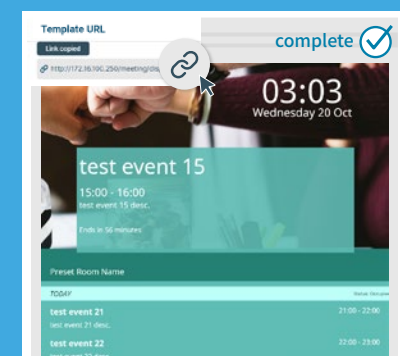 Template URL
complete
Link copied
http://172.16.100.250/meeting/dis
03:03
Wednesday 20 Oct
test event 15
15:00 - 16:00
test event 15 desc.
Ends in 56 minutes
Preset Room Name
TODAY
test event 21
21:00 - 22:00
test event 21 desc.
test event 22
22:00 - 23:00